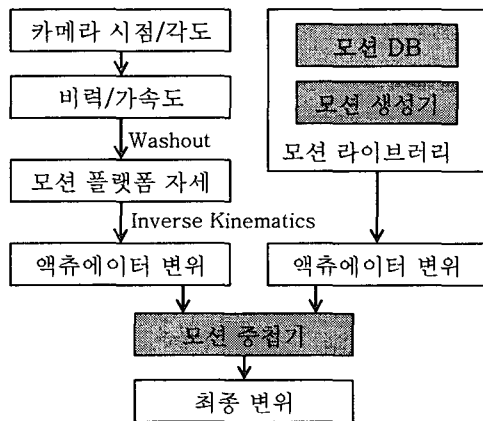 카메라 시점/각도
비력/가속도
Washout
모션 플랫폼 자세
Inverse Kinematics
액츄에이터 변위
모션 DB
모션 생성기
모션 라이브러리
액츄에이터 변위
모션 중첩기
최종 변위